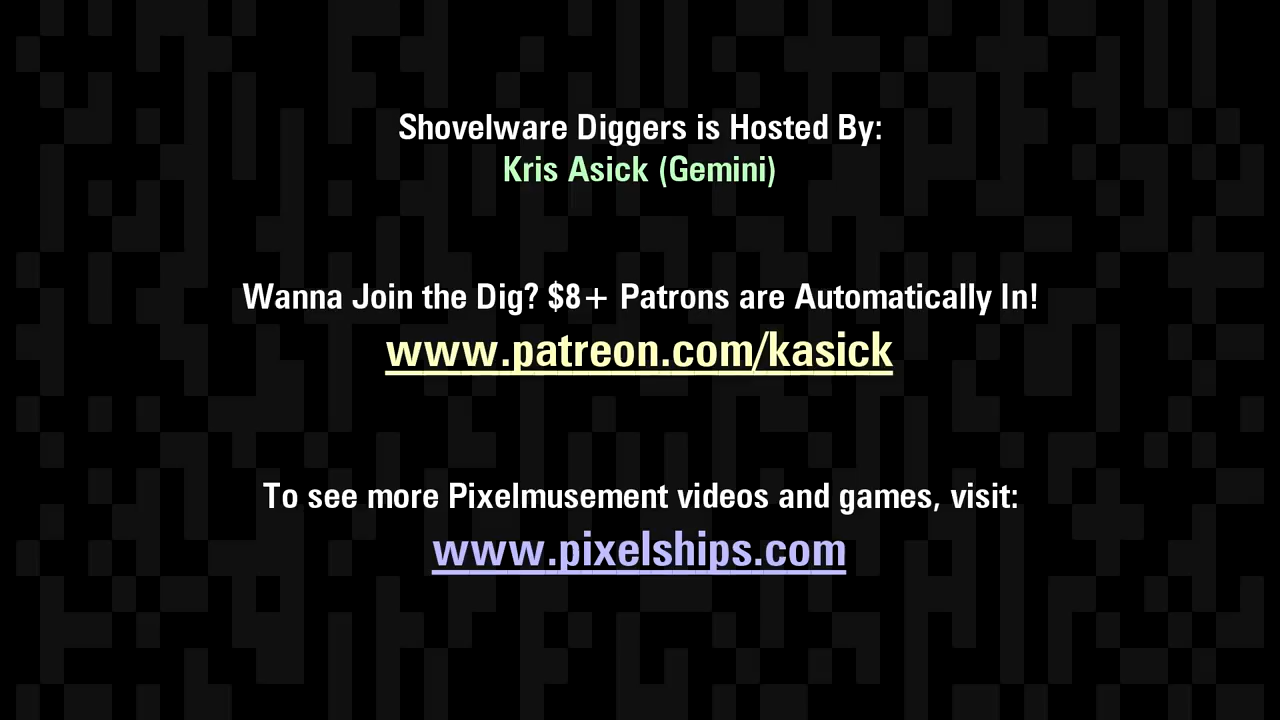 Shovelware Diggers is Hosted By:
Kris Asick (Gemini)
Wanna Join the Dig? $8+ Patrons are Automatically In!
www.patreon.com/kasick
To see more Pixelmusement videos and games, visit:
www.pixelships.com